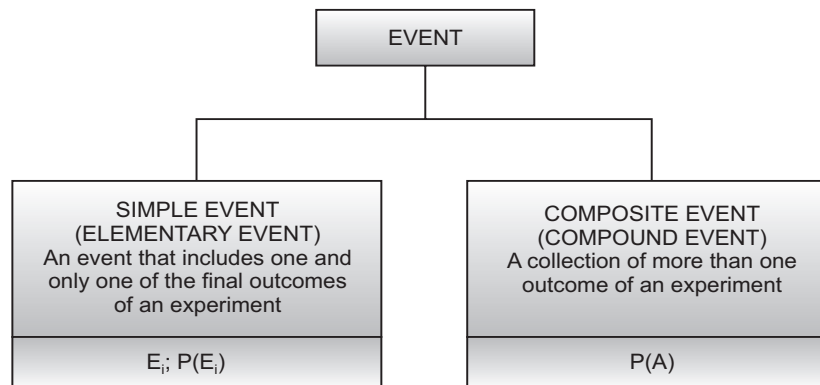 EVENT
SIMPLE EVENT
(ELEMENTARY EVENT)
An event that includes one and
only one of the final outcomes
of an experiment
E_i; P(E_i)
COMPOSITE EVENT
(COMPOUND EVENT)
A collection of more than one
outcome of an experiment
P(A)